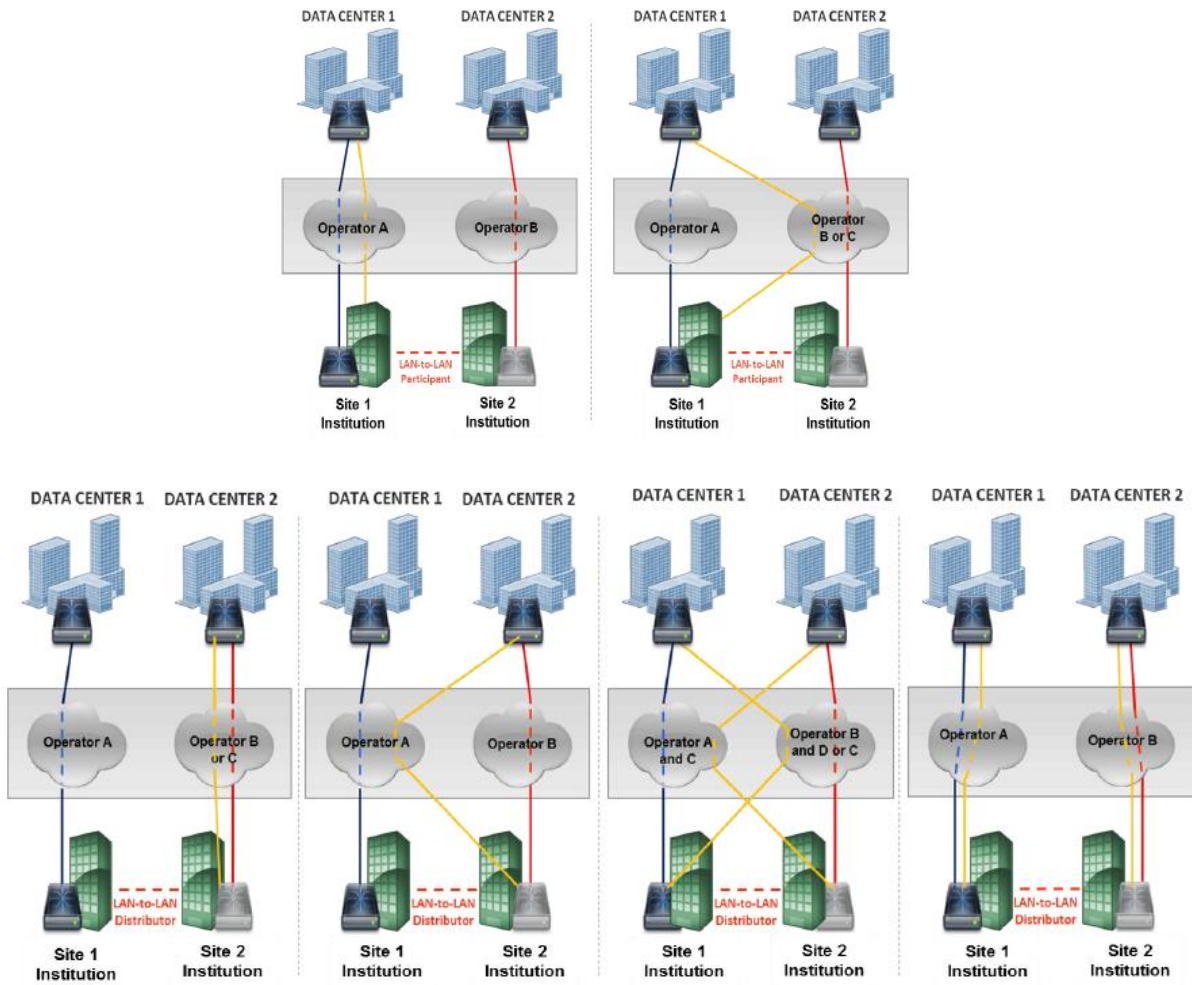 DATA CENTER 1
DATA CENTER 2
Operator A
Operator B
LAN-to-LAN
Participant
Site 1
Institution
Site 2
Institution
DATA CENTER 1
DATA CENTER 2
Operator A
Operator
B or C
LAN-to-LAN
Participant
Site 1
Institution
Site 2
Institution
DATA CENTER 1
DATA CENTER 2
Operator A
Operator B
or C
LAN-to-LAN
Distributor
Site 1
Institution
Site 2
Institution
DATA CENTER 1
DATA CENTER 2
Operator A
Operator B
LAN-to-LAN
Distributor
Site 1
Institution
Site 2
Institution
DATA CENTER 1
DATA CENTER 2
Operator A
and C
Operator B
and D or C
LAN-to-LAN
Distributor
Site 1
Institution
Site 2
Institution
DATA CENTER 1
DATA CENTER 2
Operator A
Operator B
LAN-to-LAN
Distributor
Site 1
Institution
Site 2
Institution